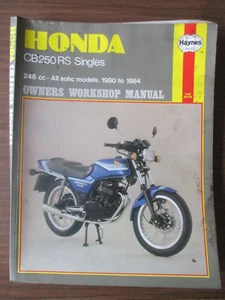 HONDA
Haynes
CB250RS Singles
248 cc - All sohc models. 1980 to 1984
OWNERS WORKSHOP MANUAL